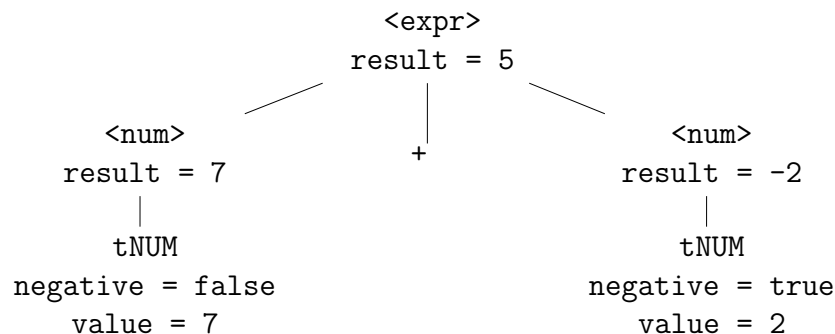 <expr>
result = 5
<num>
result = 7
+
<num>
result = -2
tNUM
negative = false
value = 7
tNUM
negative = true
value = 2